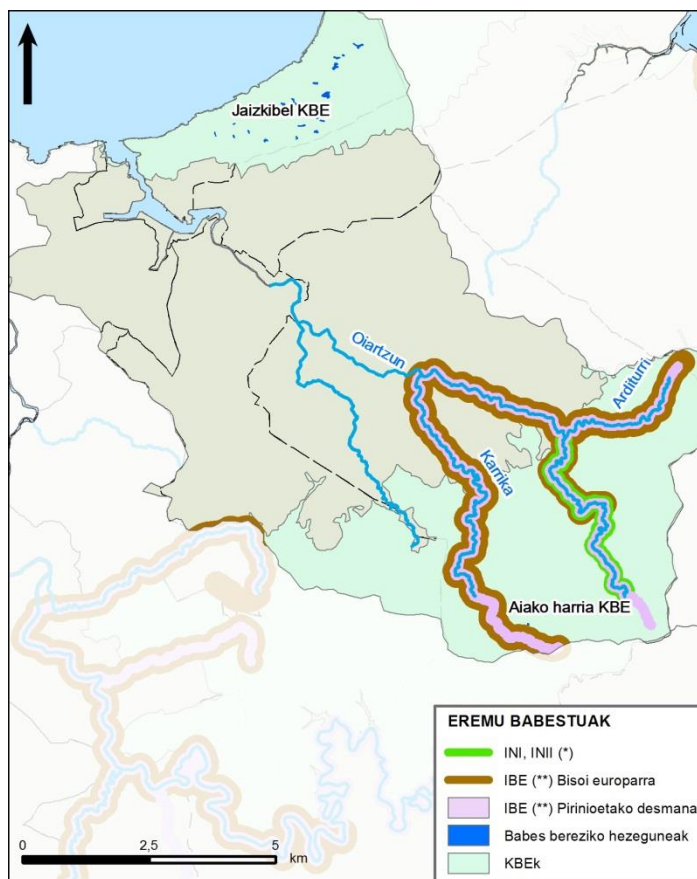 Jaizkibel KBE
Oiartzun
Arditurri
Karrika
Aiako harria KBE
EREMU BABESTUAK
INI, INII (*)
IBE (**) Bisoi europarra
IBE (**) Pirinioetako desmana
Babes bereziko hezeguneak
KBEk
0 2,5 5
km